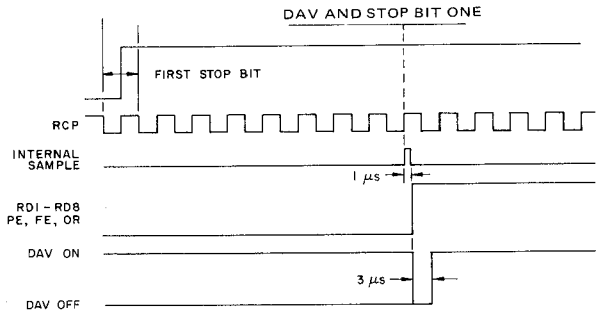 DAV AND STOP BIT ONE
FIRST STOP BIT
RCP
INTERNAL
SAMPLE
1 μs
RD1-RD8
PE, FE, OR
DAV ON
3 μs
DAV OFF